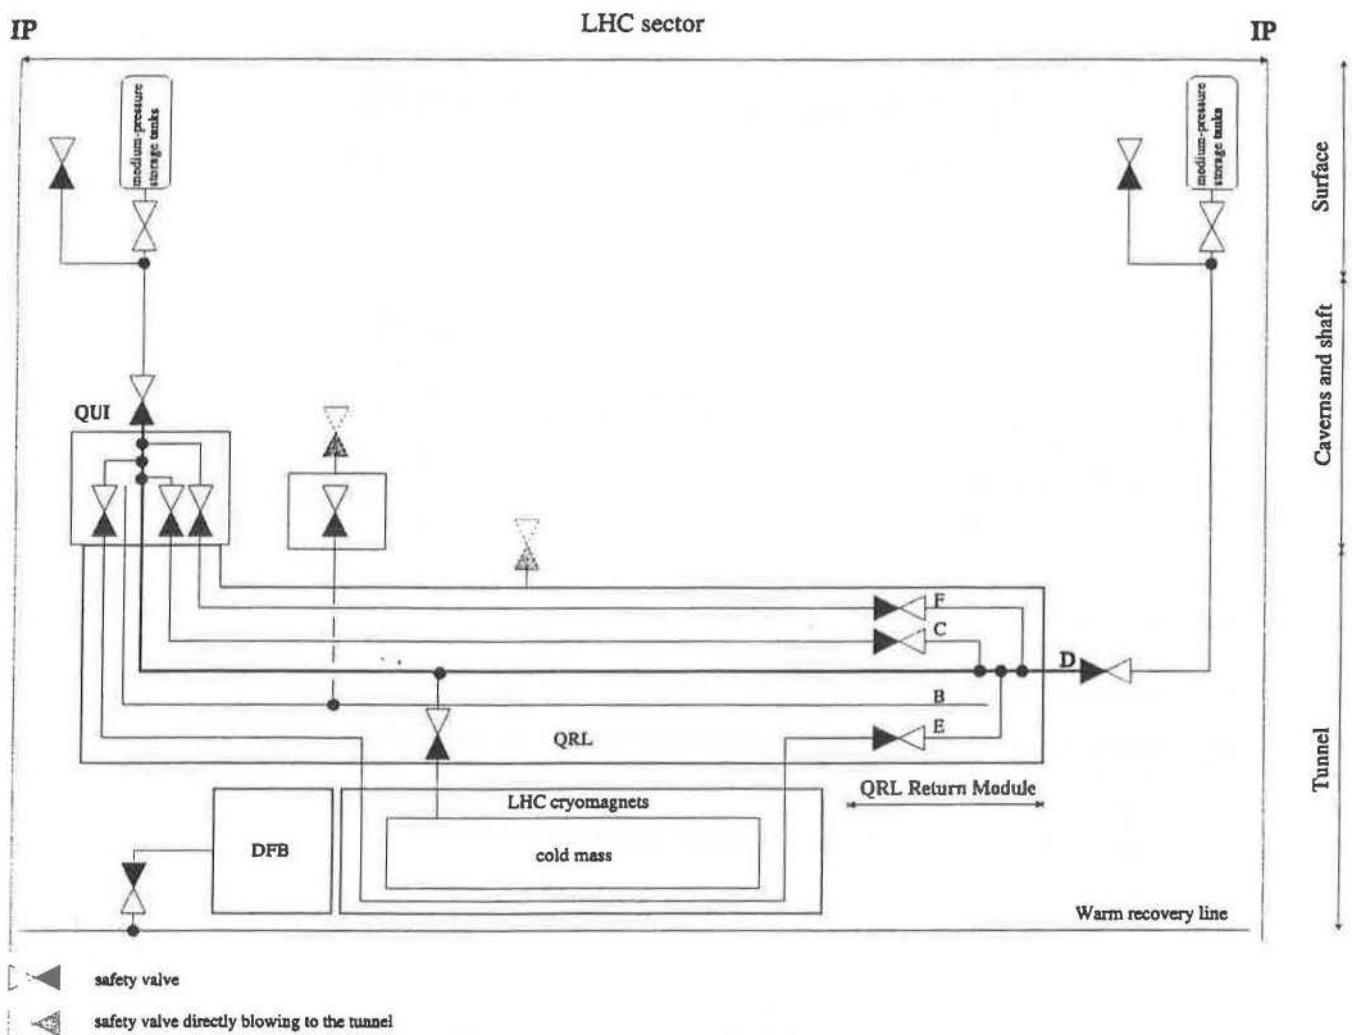 IP
LHC sector
IP
medium-pressure
storage tanks
medium-pressure
storage tanks
Surface
Caverns and shaft
Tunnel
QUI
F
C
D
B
E
QRL
QRL Return Module
LHC cryomagnets
cold mass
DFB
Warm recovery line
safety valve
safety valve directly blowing to the tunnel